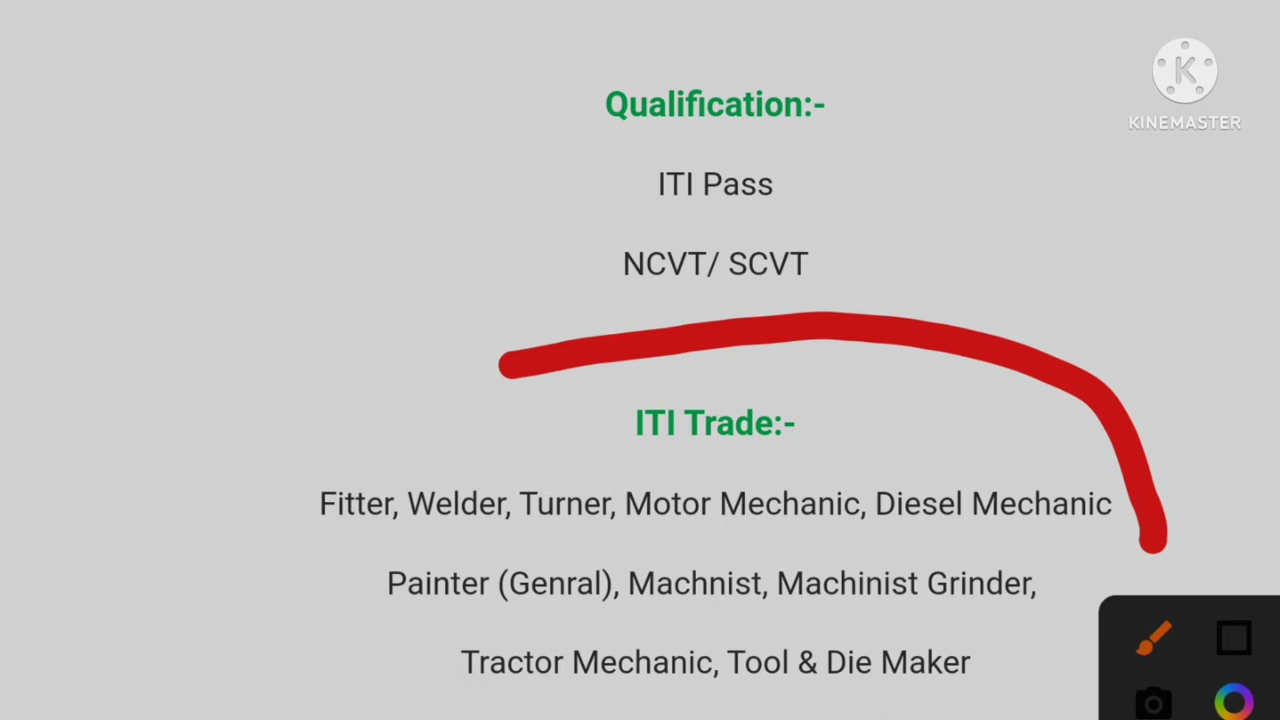 Qualification:-
K
KINEMASTER
ITI Pass
NCVT/ SCVT
ITI Trade:-
Fitter, Welder, Turner, Motor Mechanic, Diesel Mechanic
Painter (Genral), Machnist, Machinist Grinder,
Tractor Mechanic, Tool & Die Maker